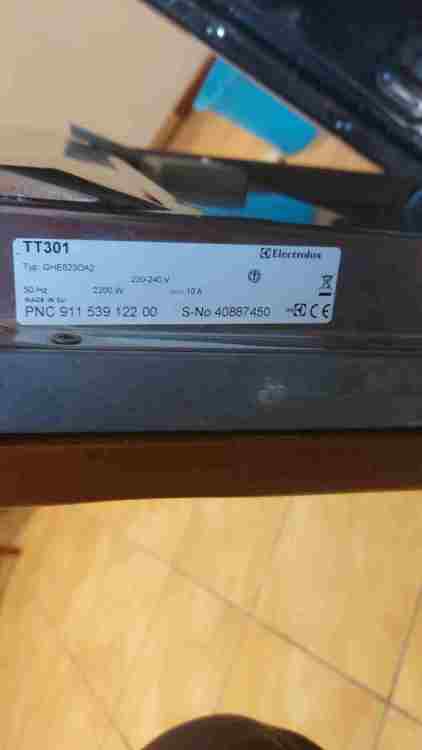 TT301
Electrolux
Typ. GHE623CA2
220-240 V
50 Hz 2200 W 10 A
MADE IN EU
PNC 911 539 122 00 S-No 40887450
CE